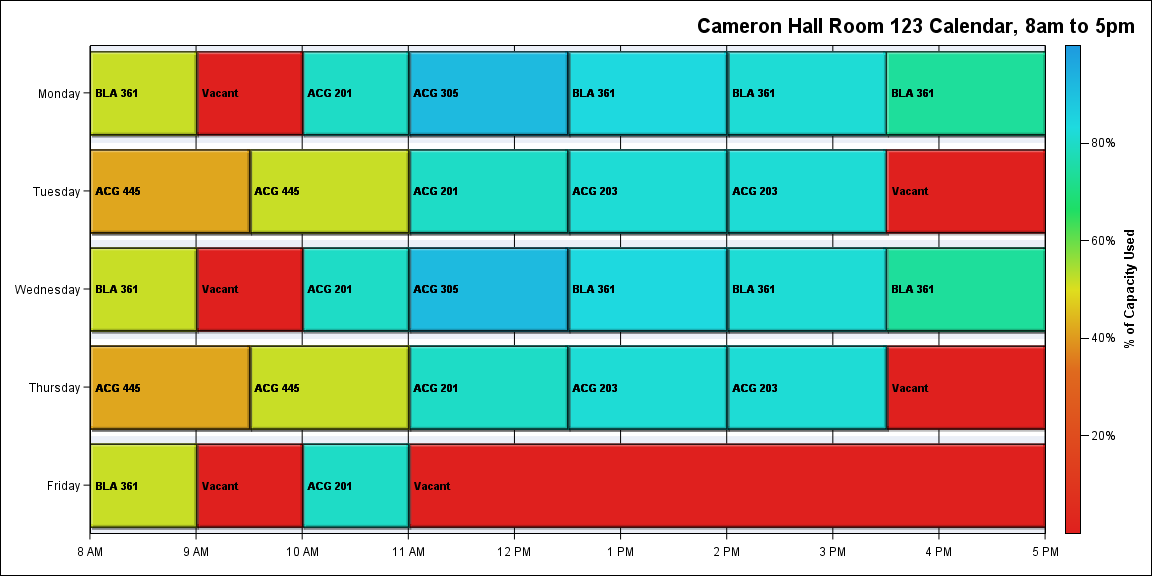 Cameron Hall Room 123 Calendar, 8am to 5pm
Monday
BLA 361
Vacant
ACG 201
ACG 305
BLA 361
BLA 361
BLA 361
Tuesday
ACG 445
ACG 445
ACG 201
ACG 203
ACG 203
Vacant
Wednesday
BLA 361
Vacant
ACG 201
ACG 305
BLA 361
BLA 361
BLA 361
Thursday
ACG 445
ACG 445
ACG 201
ACG 203
ACG 203
Vacant
Friday
BLA 361
Vacant
ACG 201
Vacant
8 AM
9 AM
10 AM
11 AM
12 PM
1 PM
2 PM
3 PM
4 PM
5 PM
80%
60%
40%
20%
% of Capacity Used